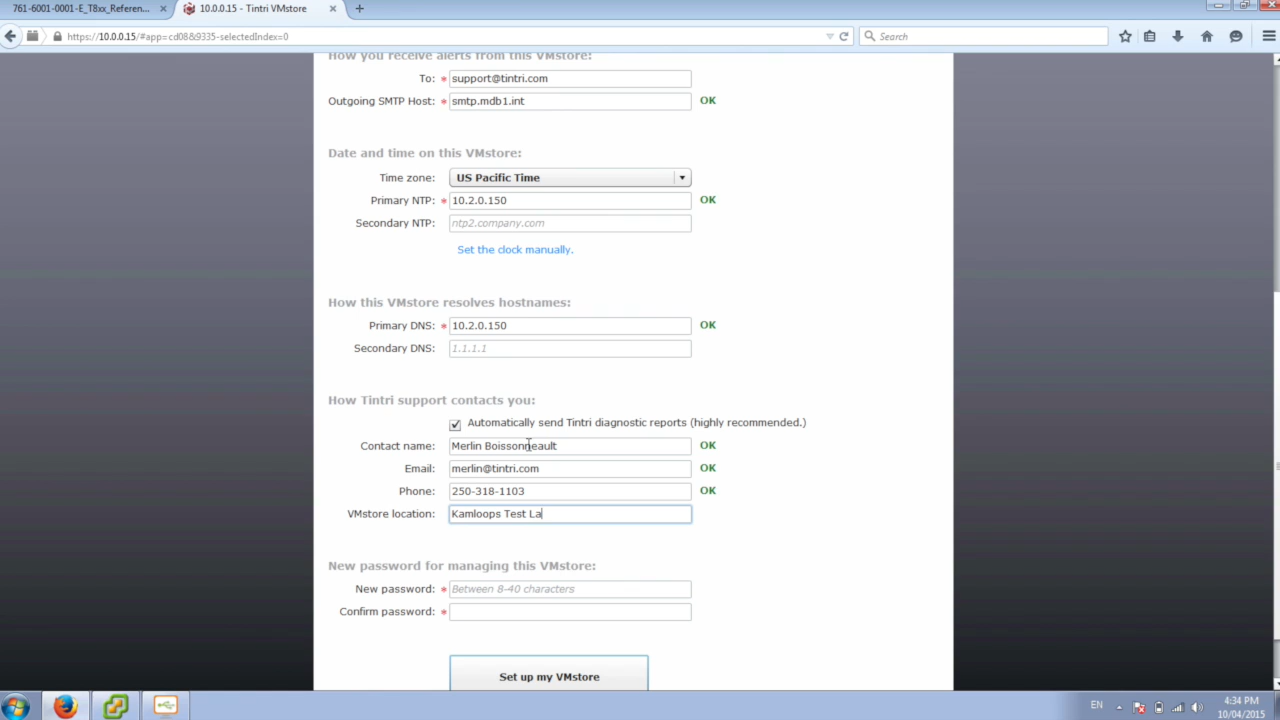 761-6001-0001-E_T8xx_Referen...
10.0.0.15 - Tintri VMstore
https://10.0.0.15/#app=cd08&9335-selectedIndex=0
Search
How you receive alerts from this VMstore:
To: * support@tintri.com
Outgoing SMTP Host: * smtp.mdb1.int OK
Date and time on this VMstore:
Time zone: US Pacific Time
Primary NTP: * 10.2.0.150 OK
Secondary NTP: ntp2.company.com
Set the clock manually.
How this VMstore resolves hostnames:
Primary DNS: * 10.2.0.150 OK
Secondary DNS: 1.1.1.1
How Tintri support contacts you:
Automatically send Tintri diagnostic reports (highly recommended.)
Contact name: Merlin Boissonneault OK
Email: merlin@tintri.com OK
Phone: 250-318-1103 OK
VMstore location: Kamloops Test La
New password for managing this VMstore:
New password: * Between 8-40 characters
Confirm password: *
Set up my VMstore
EN
4:34 PM
10/04/2015